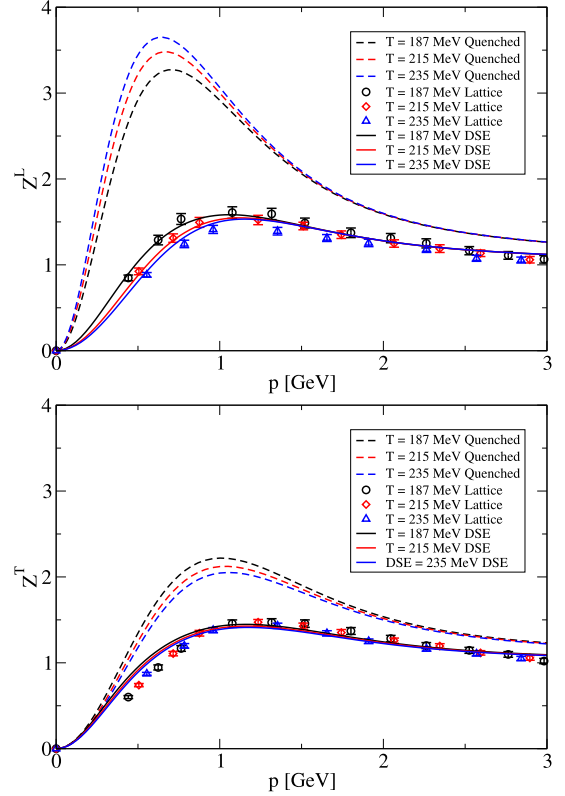 4
3
2
1
0
Z^L
T = 187 MeV Quenched
T = 215 MeV Quenched
T = 235 MeV Quenched
T = 187 MeV Lattice
T = 215 MeV Lattice
T = 235 MeV Lattice
T = 187 MeV DSE
T = 215 MeV DSE
T = 235 MeV DSE
0 1 2 3
p [GeV]
4
3
2
1
0
Z^T
T = 187 MeV Quenched
T = 215 MeV Quenched
T = 235 MeV Quenched
T = 187 MeV Lattice
T = 215 MeV Lattice
T = 235 MeV Lattice
T = 187 MeV DSE
T = 215 MeV DSE
DSE = 235 MeV DSE
0 1 2 3
p [GeV]